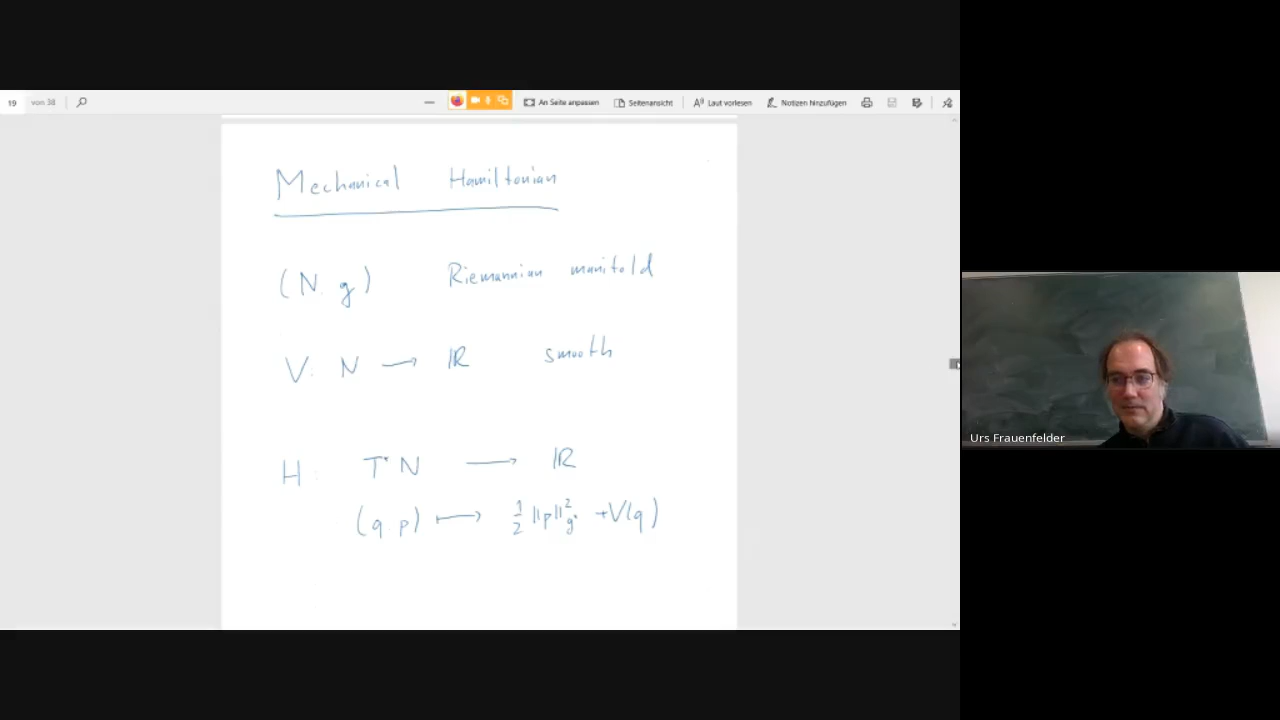 19 von 38 An Seite anpassen Seitenansicht Laut vorlesen Notizen hinzufügen
Mechanical Hamiltonian
(N, g) Riemannian manifold
V: N → ℝ smooth
H: T*N → ℝ
(q, p) ↦ 1/2 ||p||²_g* + V(q)
Urs Frauenfelder